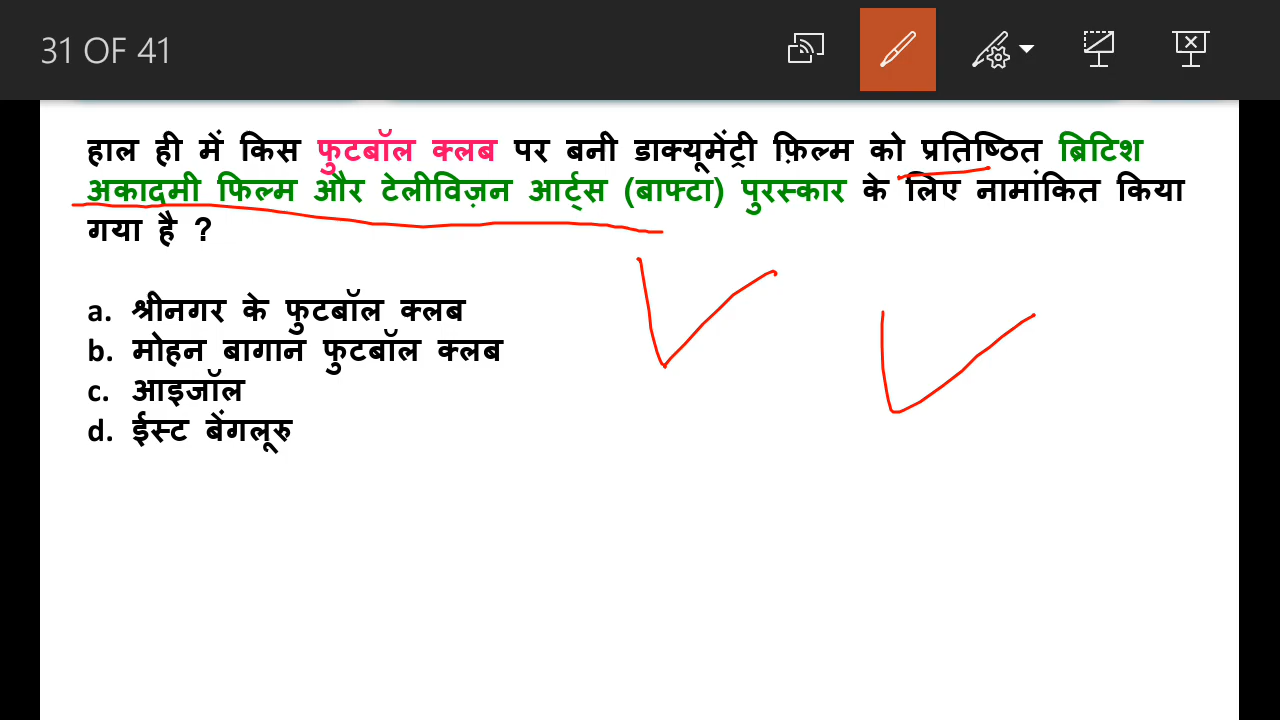 31 OF 41
हाल ही में किस फुटबॉल क्लब पर बनी डाक्यूमेंट्री फ़िल्म को प्रतिष्ठित ब्रिटिश
अकादमी फिल्म और टेलीविज़न आर्ट्स (बाफ्टा) पुरस्कार के लिए नामांकित किया
गया है ?
a. श्रीनगर के फुटबॉल क्लब
b. मोहन बागान फुटबॉल क्लब
c. आइजॉल
d. ईस्ट बेंगलूरु